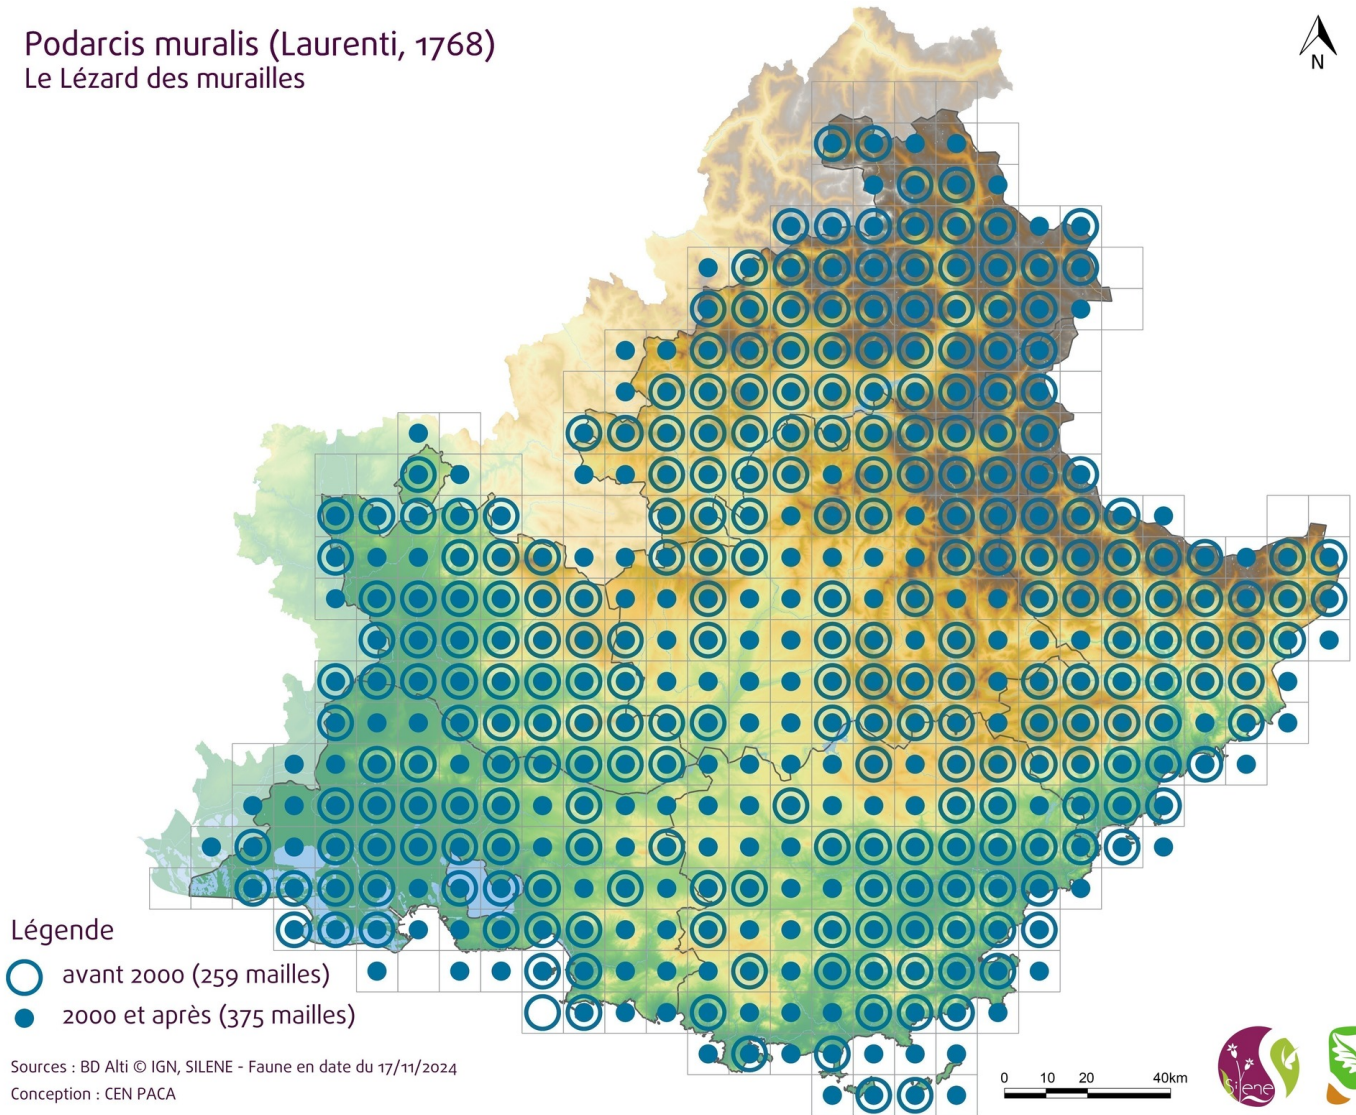 Podarcis muralis (Laurenti, 1768)
Le Lézard des murailles
N
Légende
avant 2000 (259 mailles)
2000 et après (375 mailles)
Sources : BD Alti © IGN, SILENE - Faune en date du 17/11/2024
Conception : CEN PACA
0 10 20 40km
Silene